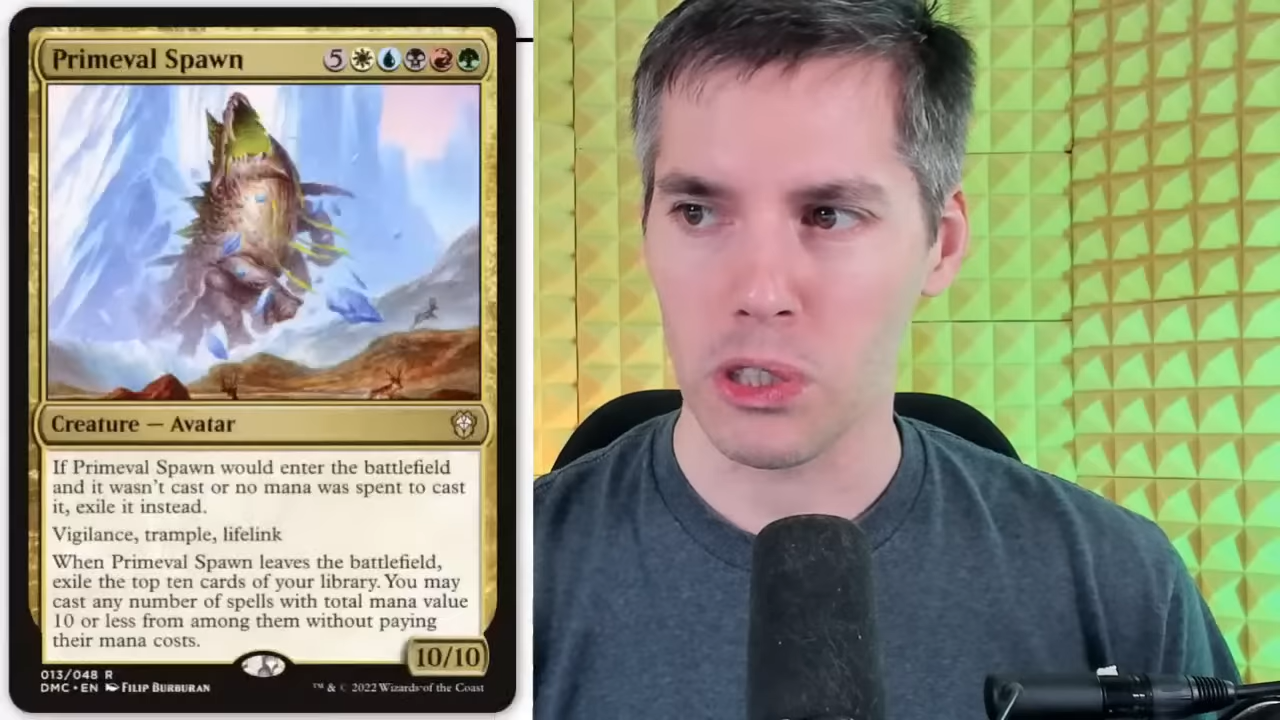 Primeval Spawn 5
Creature — Avatar
If Primeval Spawn would enter the battlefield
and it wasn't cast or no mana was spent to cast
it, exile it instead.
Vigilance, trample, lifelink
When Primeval Spawn leaves the battlefield,
exile the top ten cards of your library. You may
cast any number of spells with total mana value
10 or less from among them without paying
their mana costs.
10/10
013/048 R
DMC • EN FILIP BURBURAN
™ & © 2022 Wizards of the Coast